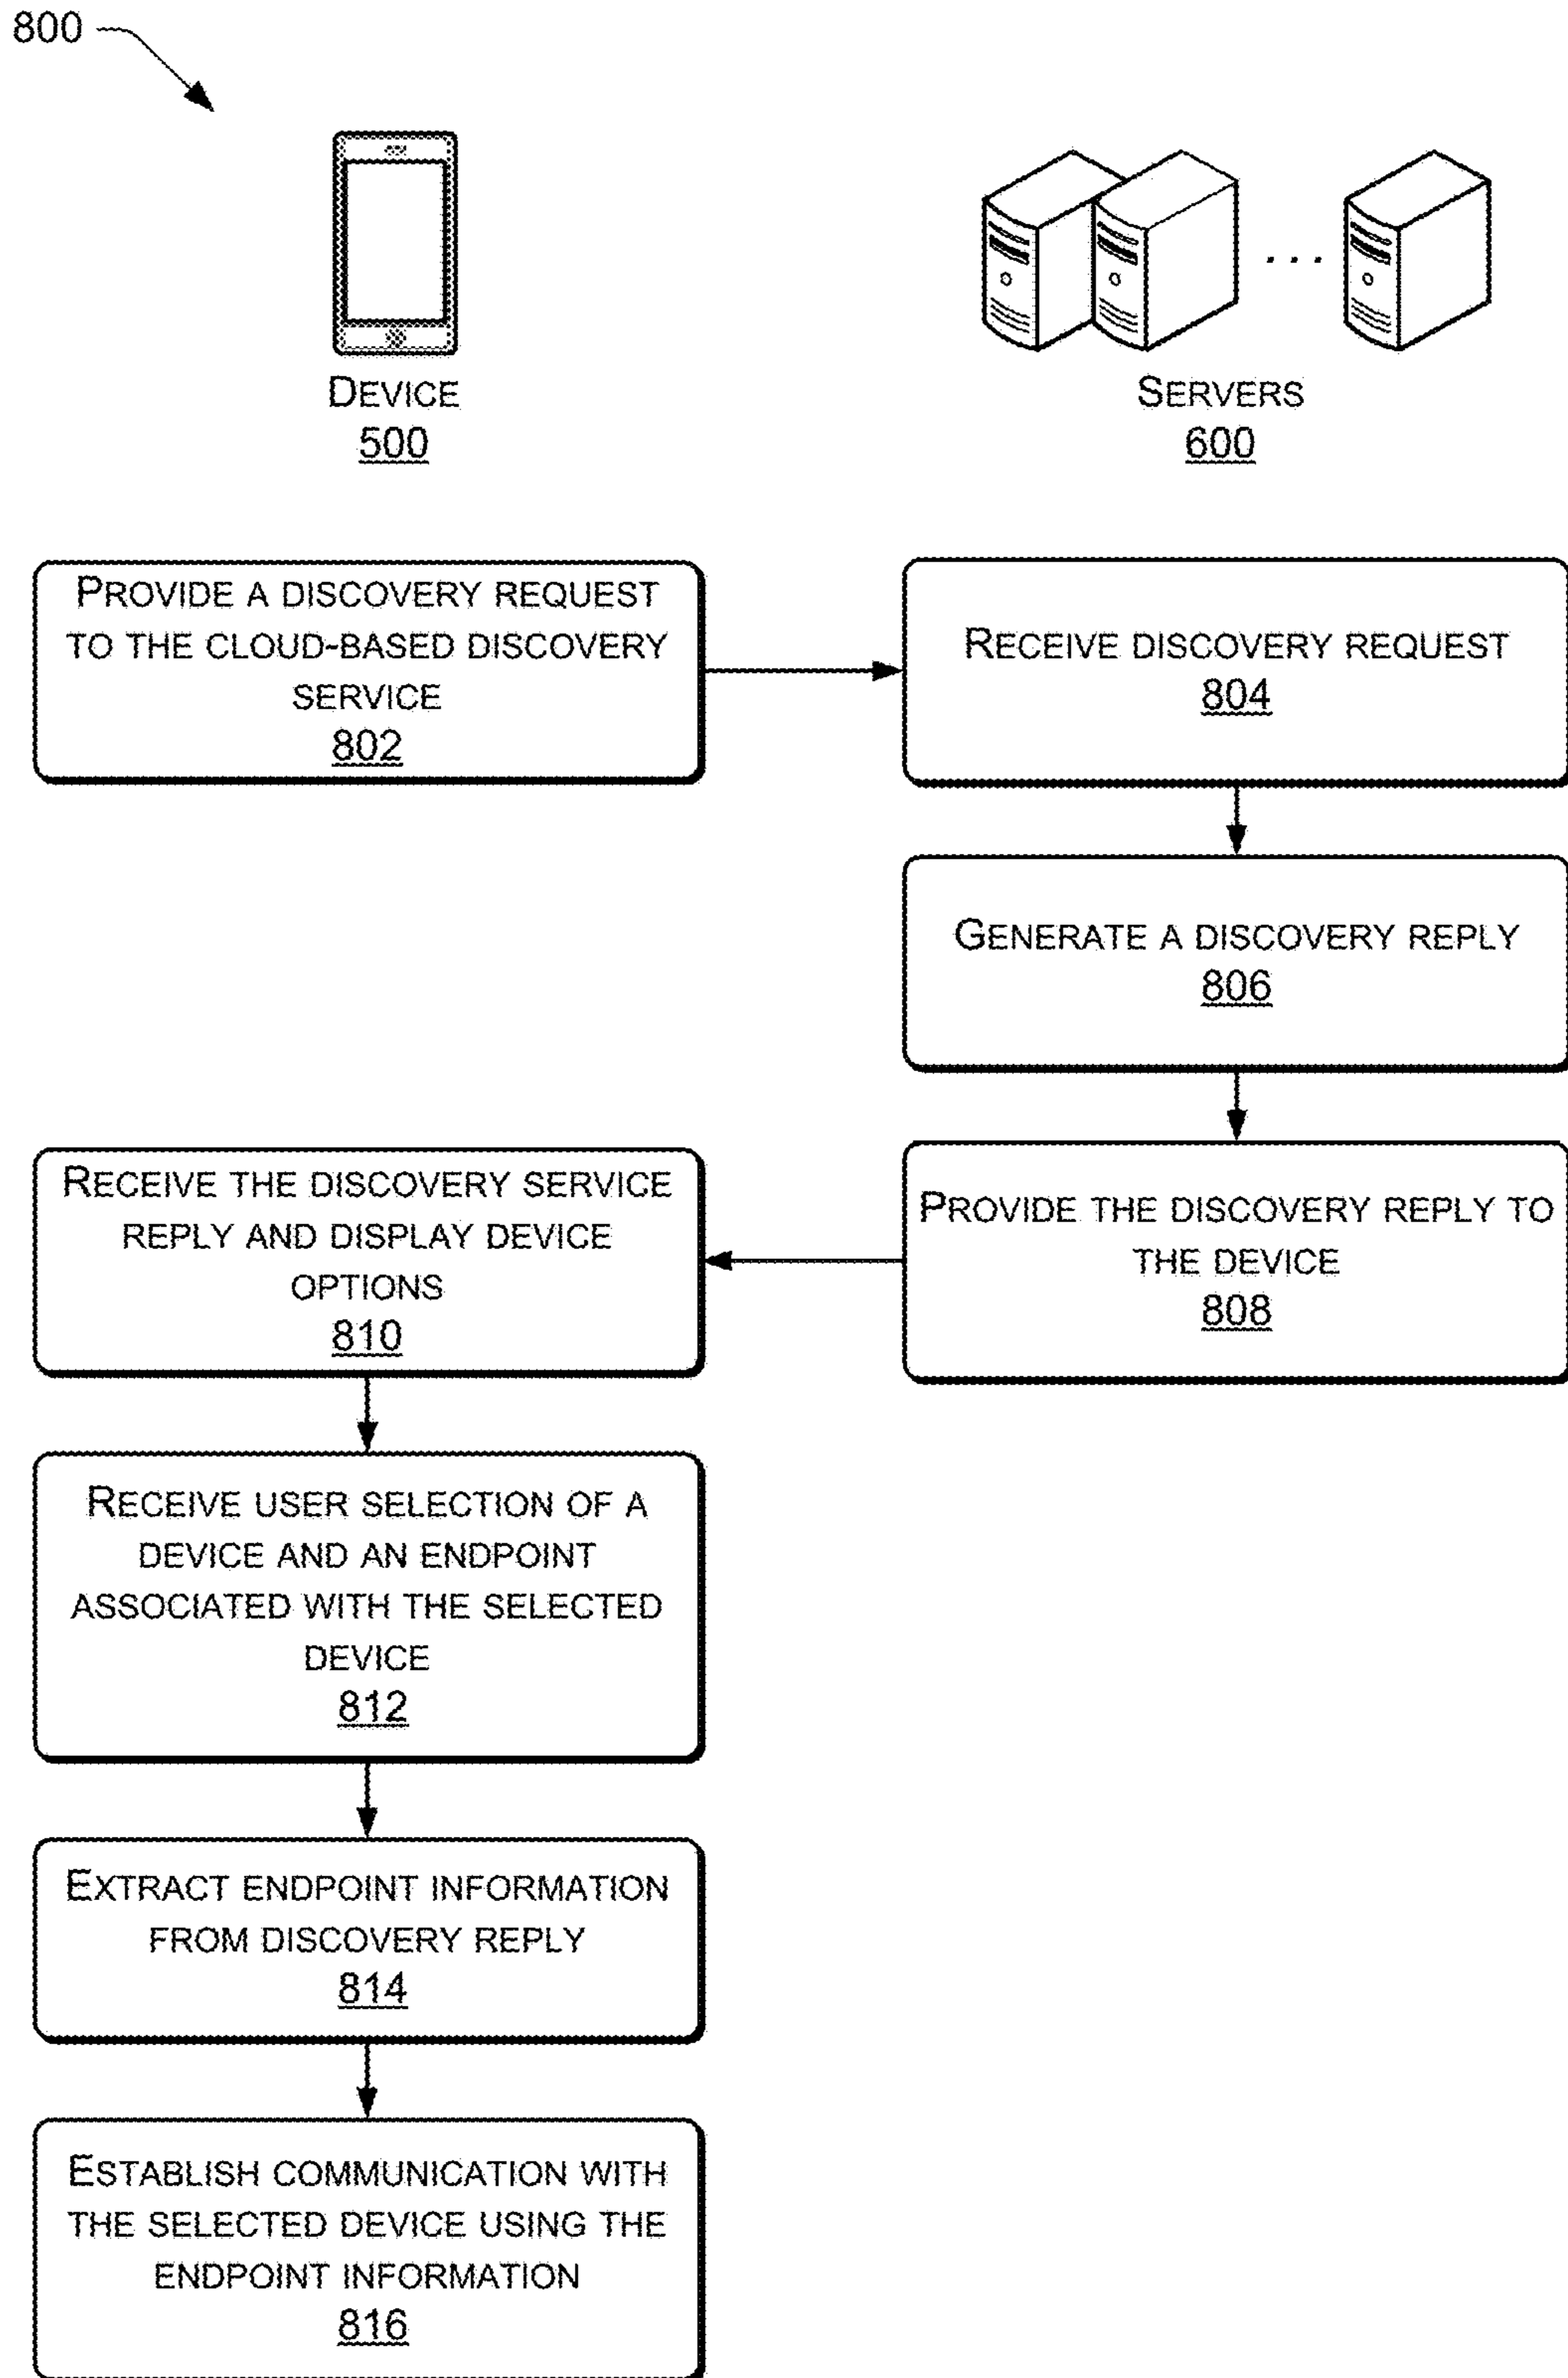 800
DEVICE
500
SERVERS
600
PROVIDE A DISCOVERY REQUEST
TO THE CLOUD-BASED DISCOVERY
SERVICE
802
RECEIVE DISCOVERY REQUEST
804
GENERATE A DISCOVERY REPLY
806
PROVIDE THE DISCOVERY REPLY TO
THE DEVICE
808
RECEIVE THE DISCOVERY SERVICE
REPLY AND DISPLAY DEVICE
OPTIONS
810
RECEIVE USER SELECTION OF A
DEVICE AND AN ENDPOINT
ASSOCIATED WITH THE SELECTED
DEVICE
812
EXTRACT ENDPOINT INFORMATION
FROM DISCOVERY REPLY
814
ESTABLISH COMMUNICATION WITH
THE SELECTED DEVICE USING THE
ENDPOINT INFORMATION
816